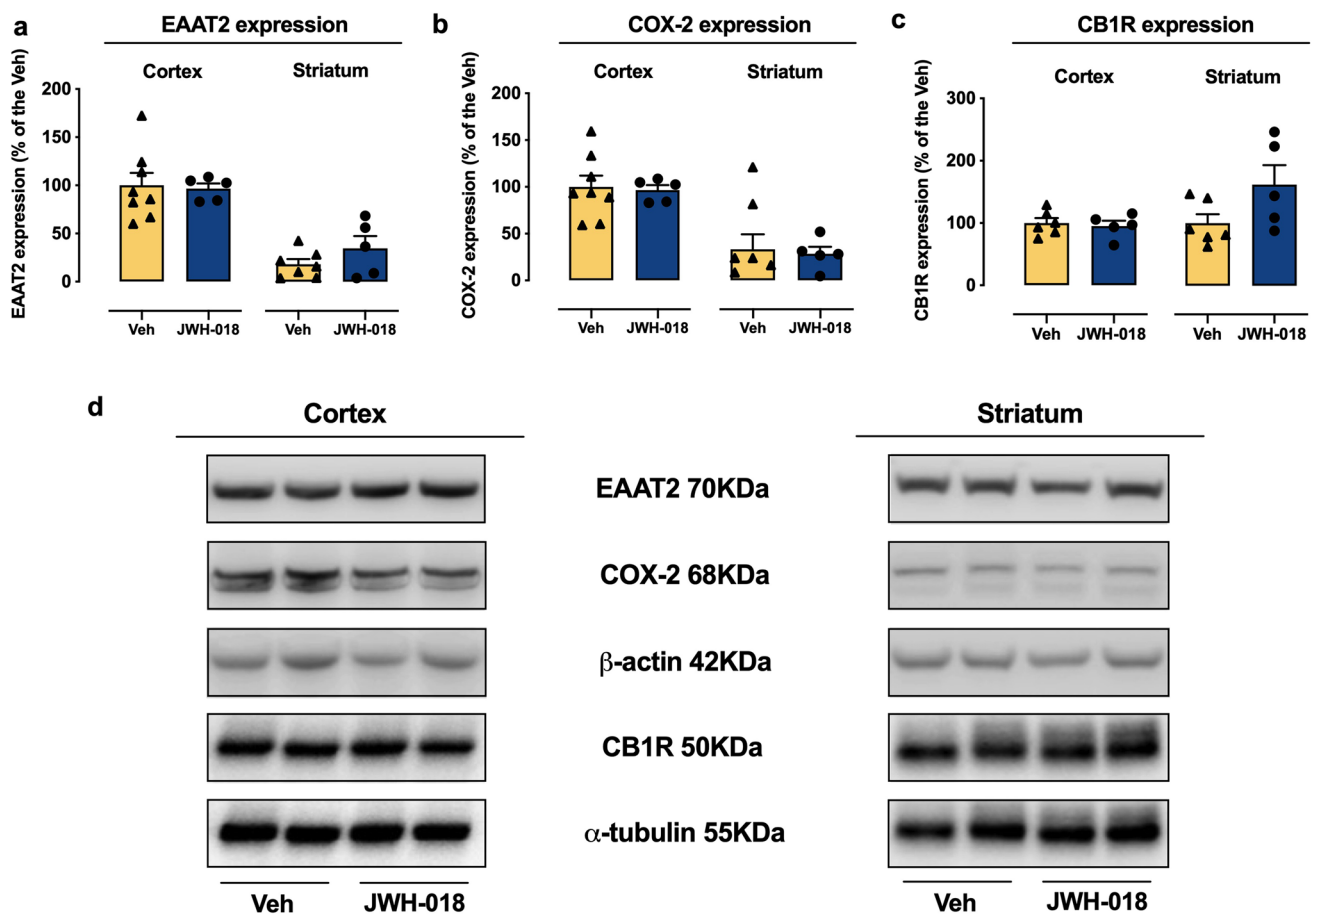 a
EAAT2 expression
Cortex
Striatum
EAAT2 expression (% of the Veh)
200
150
100
50
0
Veh
JWH-018
Veh
JWH-018
b
COX-2 expression
Cortex
Striatum
COX-2 expression (% of the Veh)
200
150
100
50
0
Veh
JWH-018
Veh
JWH-018
c
CB1R expression
Cortex
Striatum
CB1R expression (% of the Veh)
300
200
100
0
Veh
JWH-018
Veh
JWH-018
d
Cortex
Striatum
EAAT2 70KDa
COX-2 68KDa
β-actin 42KDa
CB1R 50KDa
α-tubulin 55KDa
Veh
JWH-018
Veh
JWH-018